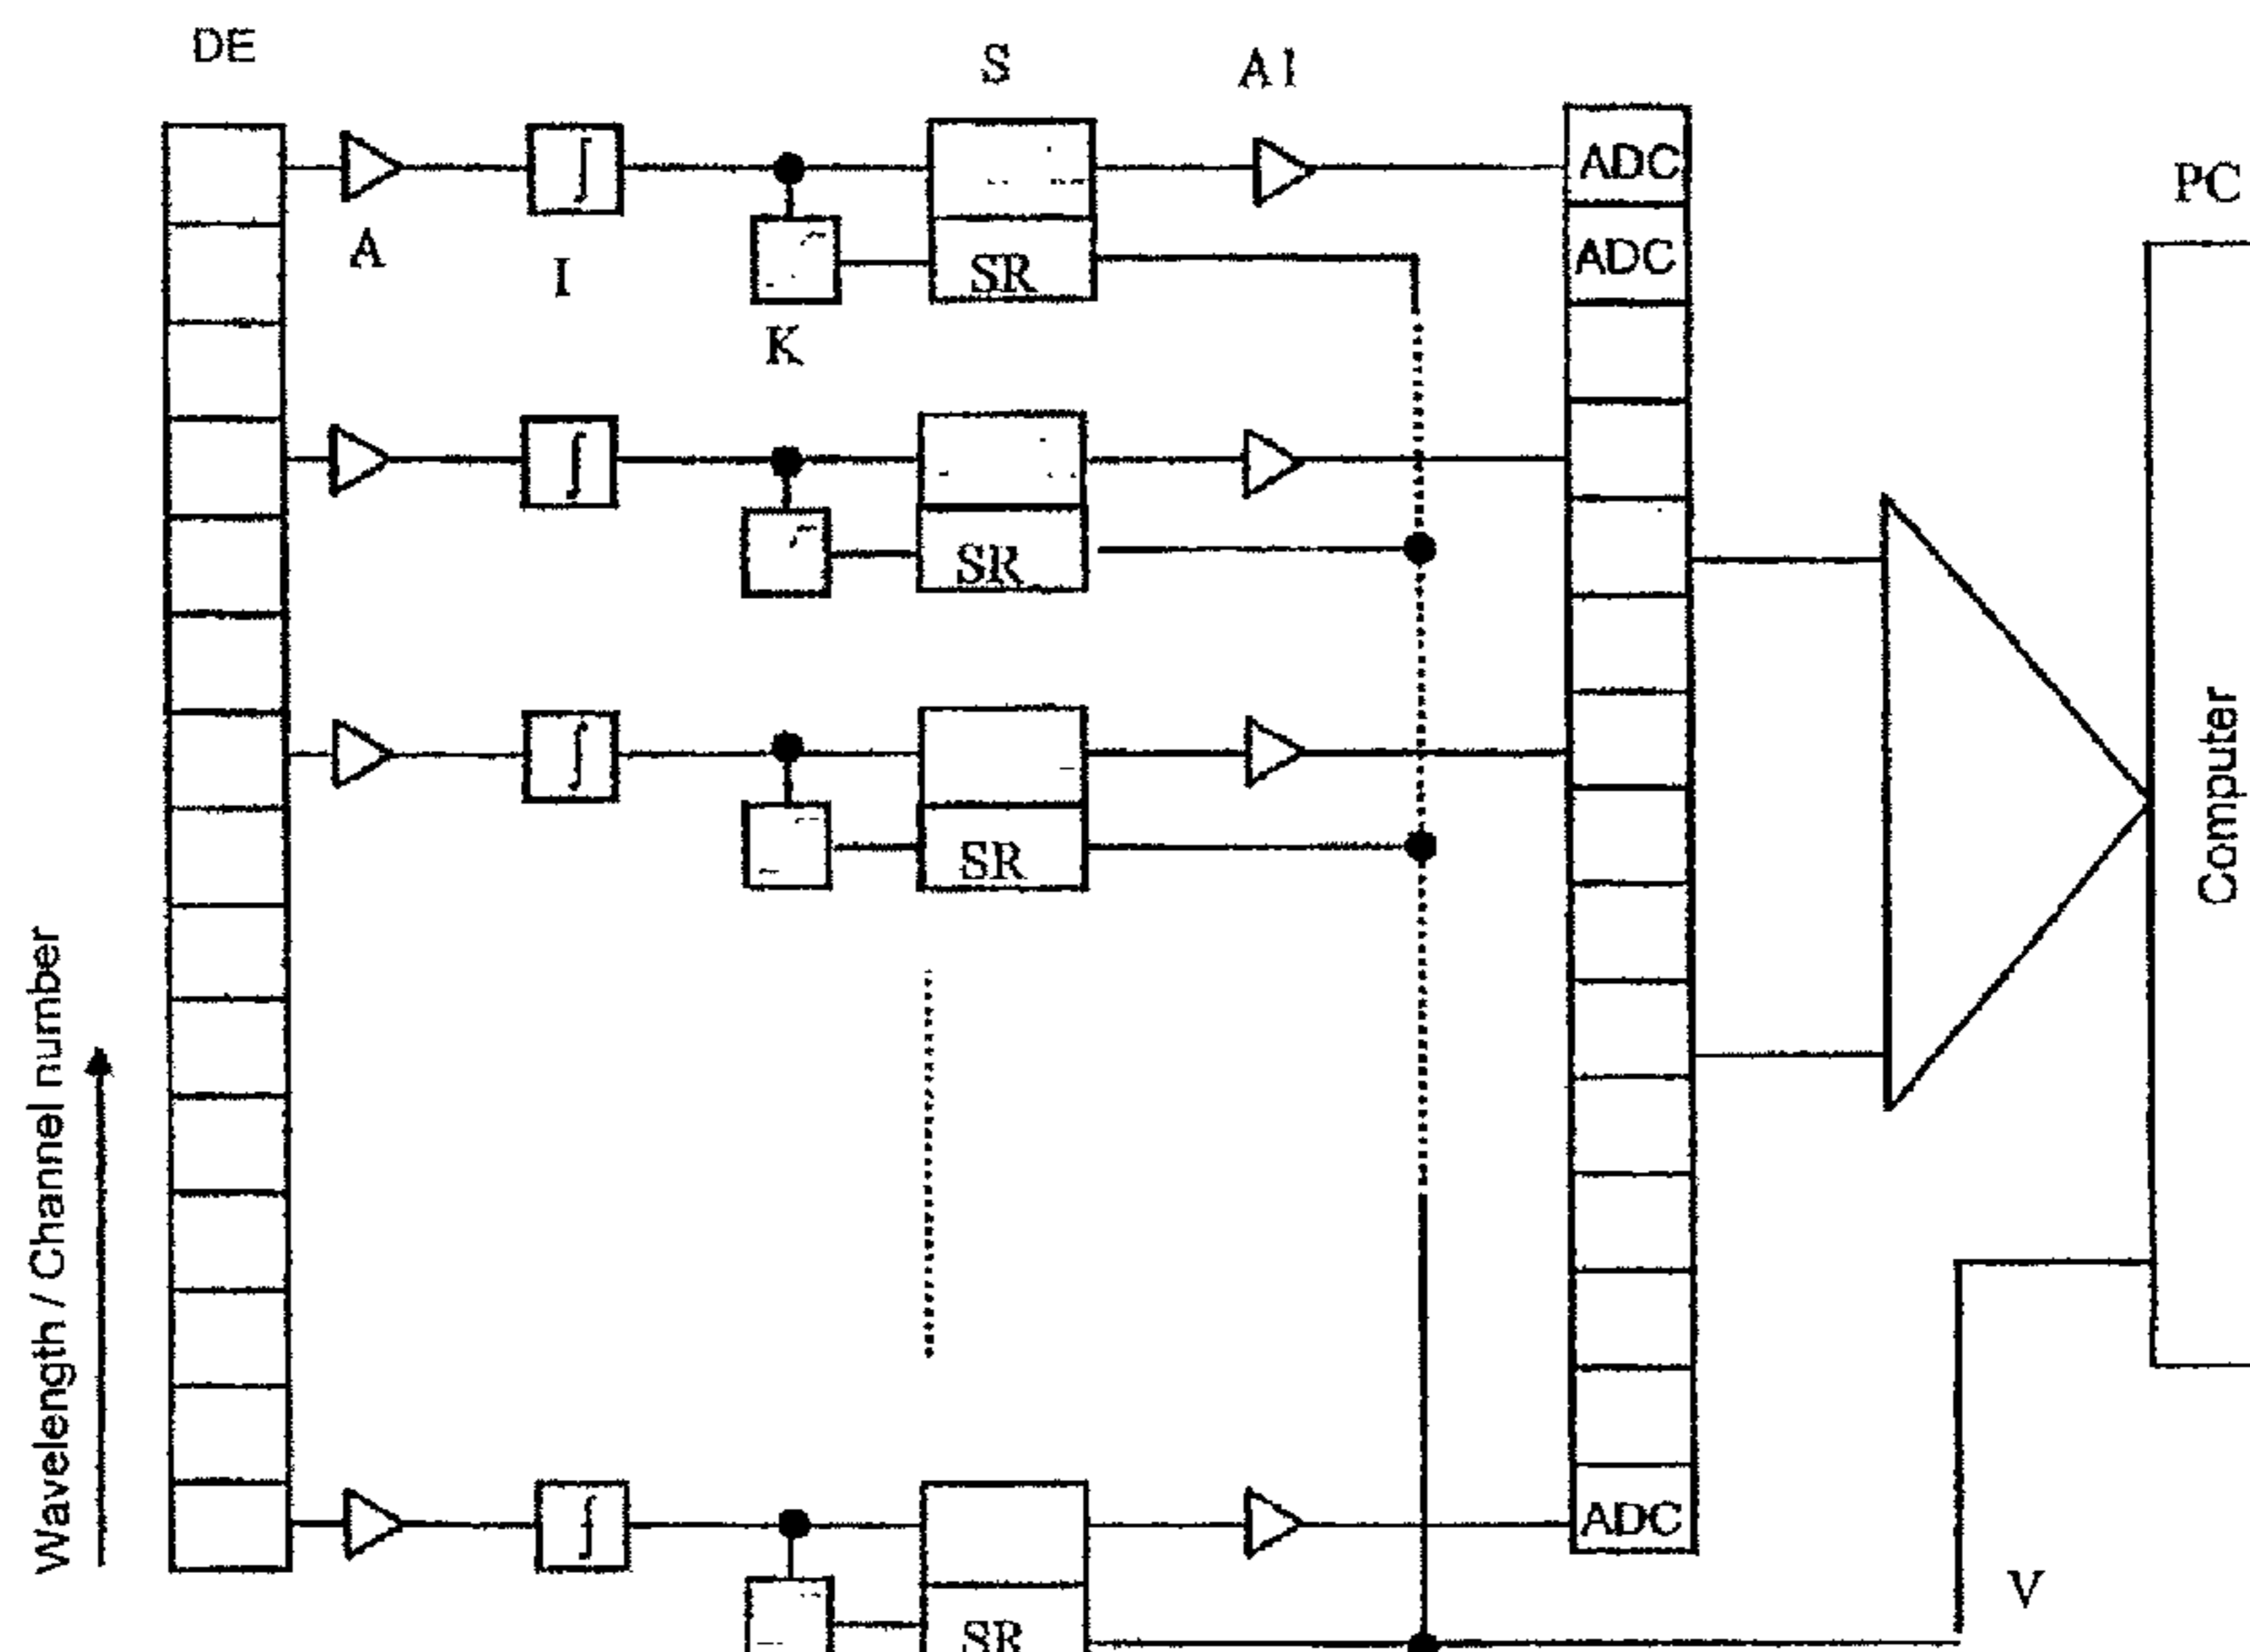 DE
S
A1
ADC
PC
A
I
ADC
SR
K
SR
SR
Computer
Wavelength / Channel number
∫
∫
∫
∫
ADC
V
SR